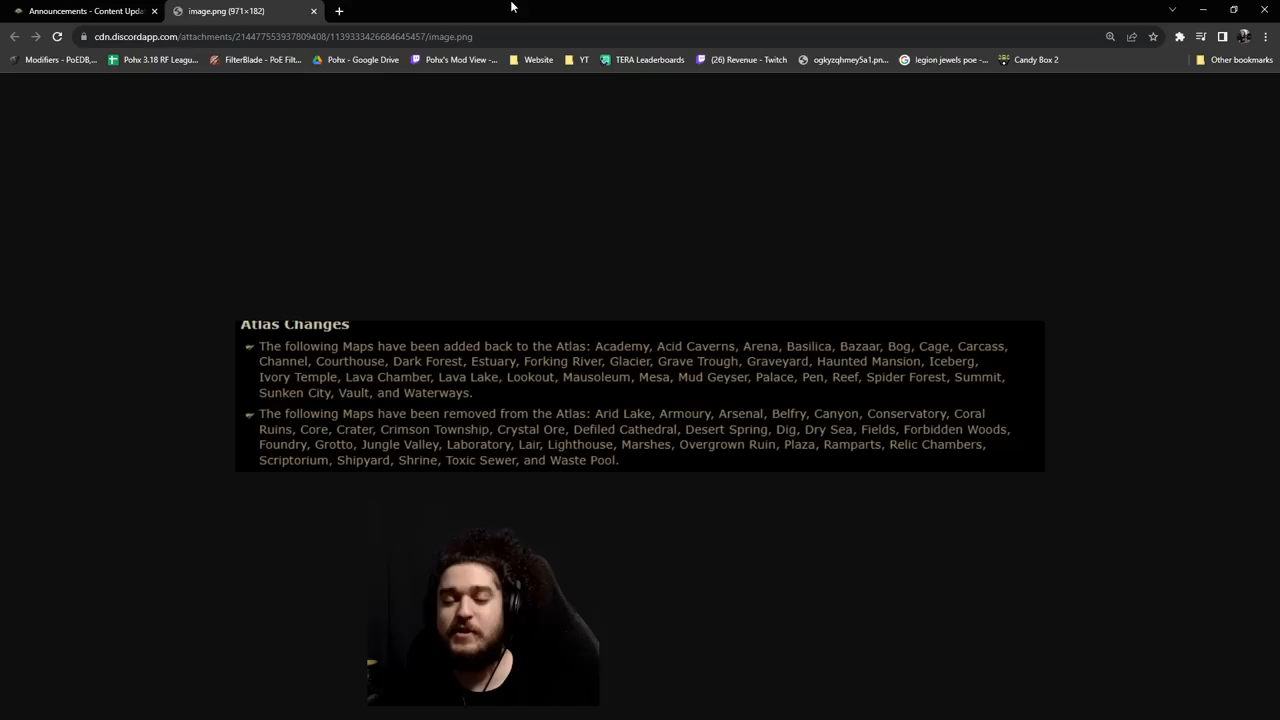 Announcements - Content Upda
image.png (971×182)
cdn.discordapp.com/attachments/214477553937809408/1139333426684645457/image.png
Modifiers - PoEDB,... Pohx 3.18 RF Leagu... FilterBlade - PoE Filt... Pohx - Google Drive Pohx's Mod View -... Website YT TERA Leaderboards (26) Revenue - Twitch ogkyzqhmey5a1.pn... legion jewels poe -... Candy Box 2 Other bookmarks
Atlas Changes
The following Maps have been added back to the Atlas: Academy, Acid Caverns, Arena, Basilica, Bazaar, Bog, Cage, Carcass,
Channel, Courthouse, Dark Forest, Estuary, Forking River, Glacier, Grave Trough, Graveyard, Haunted Mansion, Iceberg,
Ivory Temple, Lava Chamber, Lava Lake, Lookout, Mausoleum, Mesa, Mud Geyser, Palace, Pen, Reef, Spider Forest, Summit,
Sunken City, Vault, and Waterways.
The following Maps have been removed from the Atlas: Arid Lake, Armoury, Arsenal, Belfry, Canyon, Conservatory, Coral
Ruins, Core, Crater, Crimson Township, Crystal Ore, Defiled Cathedral, Desert Spring, Dig, Dry Sea, Fields, Forbidden Woods,
Foundry, Grotto, Jungle Valley, Laboratory, Lair, Lighthouse, Marshes, Overgrown Ruin, Plaza, Ramparts, Relic Chambers,
Scriptorium, Shipyard, Shrine, Toxic Sewer, and Waste Pool.